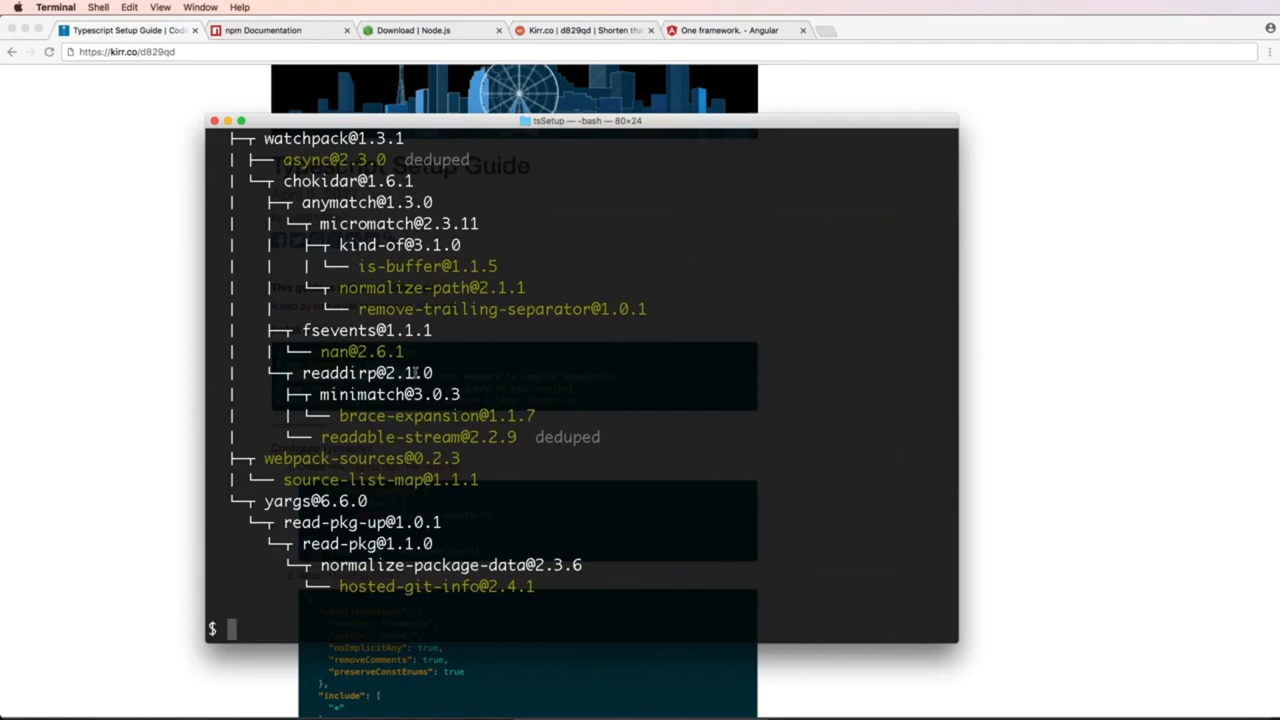 Terminal Shell Edit View Window Help
Typescript Setup Guide | Codi
npm Documentation
Download | Node.js
Kirr.co | d829qd | Shorten tha
One framework. - Angular
https://kirr.co/d829qd
tsSetup — -bash — 80×24
Typescript Setup Guide
├─┬ watchpack@1.3.1
│ ├── async@2.3.0 deduped
│ └─┬ chokidar@1.6.1
│   ├─┬ anymatch@1.3.0
│   │ └─┬ micromatch@2.3.11
│   │   ├─┬ kind-of@3.1.0
│   │   │ └── is-buffer@1.1.5
│   │   └─┬ normalize-path@2.1.1
│   │     └── remove-trailing-separator@1.0.1
│   ├─┬ fsevents@1.1.1
│   │ └── nan@2.6.1
│   └─┬ readdirp@2.1.0
│     ├─┬ minimatch@3.0.3
│     │ └── brace-expansion@1.1.7
│     └── readable-stream@2.2.9 deduped
├─┬ webpack-sources@0.2.3
│ └── source-list-map@1.1.1
└─┬ yargs@6.6.0
  └─┬ read-pkg-up@1.0.1
    └─┬ read-pkg@1.1.0
      └─┬ normalize-package-data@2.3.6
        └── hosted-git-info@2.4.1
$
"noImplicitAny": true,
"removeComments": true,
"preserveConstEnums": true
},
"include": [
"*"